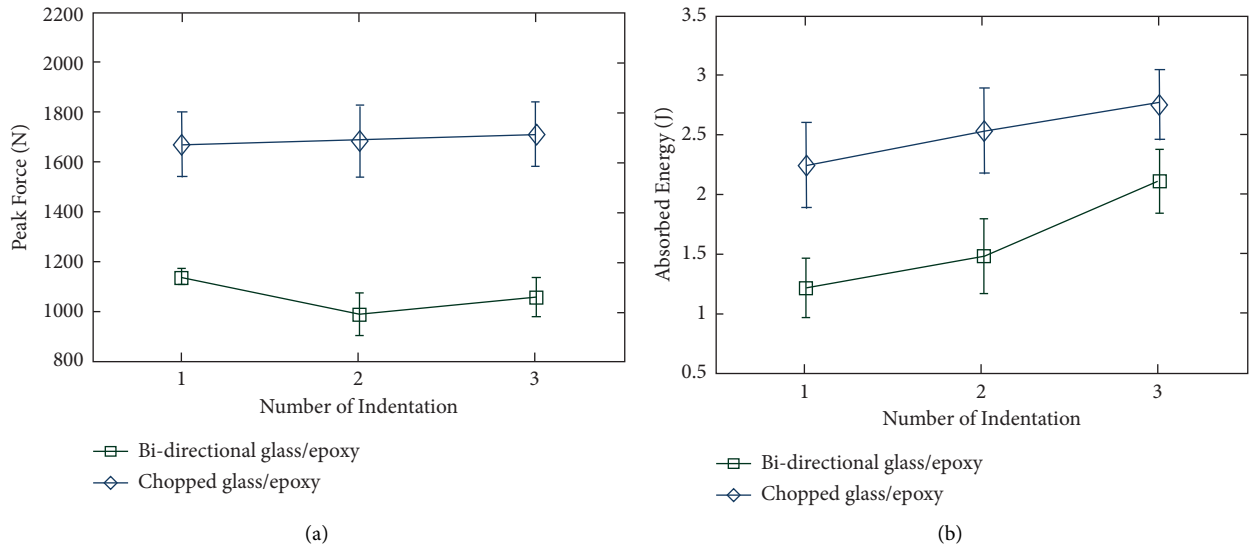 2200
2000
1800
1600
1400
1200
1000
800
Peak Force (N)
1
2
3
Number of Indentation
Bi-directional glass/epoxy
Chopped glass/epoxy
(a)
3.5
3
2.5
2
1.5
1
0.5
Absorbed Energy (J)
1
2
3
Number of Indentation
Bi-directional glass/epoxy
Chopped glass/epoxy
(b)